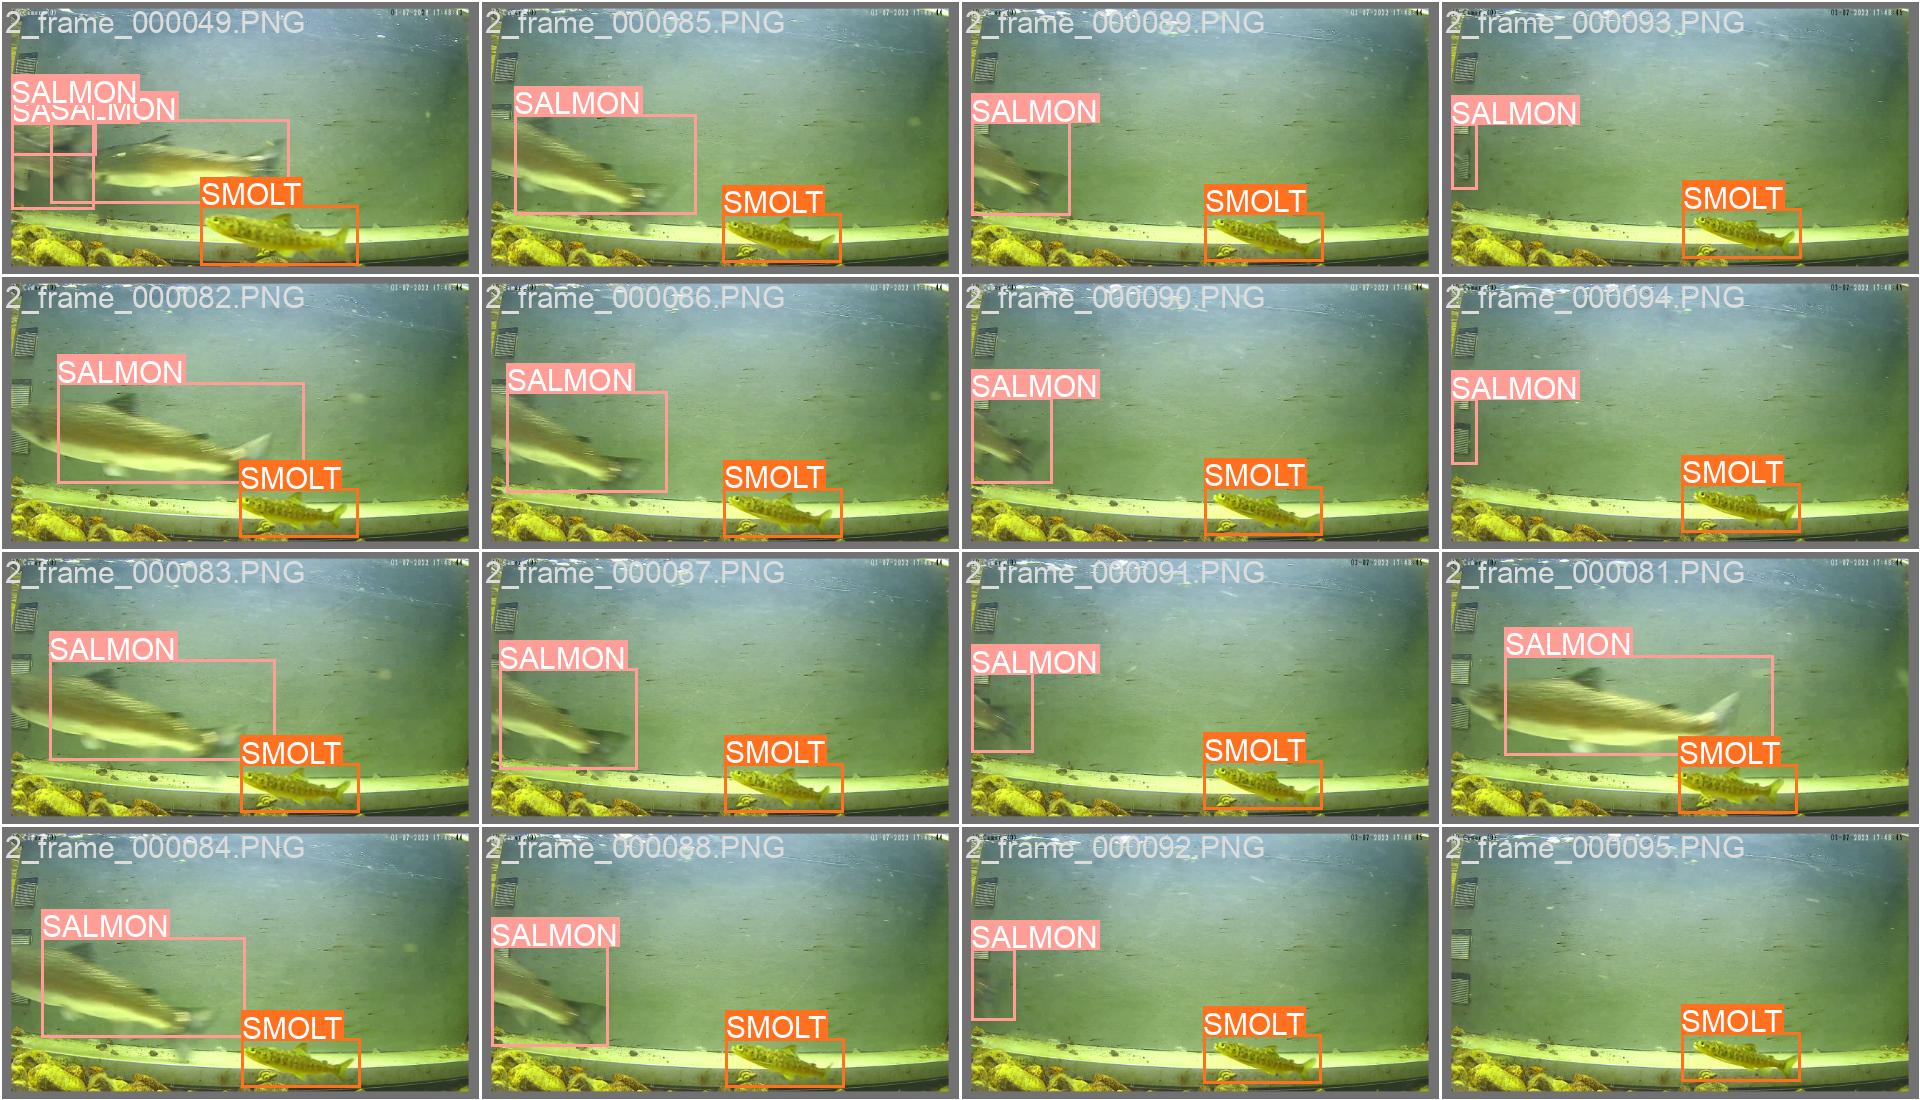 2_frame_000049.PNG
SALMON
SASALMON
SMOLT
2_frame_000085.PNG
SALMON
SMOLT
2_frame_000089.PNG
SALMON
SMOLT
2_frame_000093.PNG
SALMON
SMOLT
2_frame_000082.PNG
SALMON
SMOLT
2_frame_000086.PNG
SALMON
SMOLT
2_frame_000090.PNG
SALMON
SMOLT
2_frame_000094.PNG
SALMON
SMOLT
2_frame_000083.PNG
SALMON
SMOLT
2_frame_000087.PNG
SALMON
SMOLT
2_frame_000091.PNG
SALMON
SMOLT
2_frame_000081.PNG
SALMON
SMOLT
2_frame_000084.PNG
SALMON
SMOLT
2_frame_000088.PNG
SALMON
SMOLT
2_frame_000092.PNG
SALMON
SMOLT
2_frame_000095.PNG
SMOLT